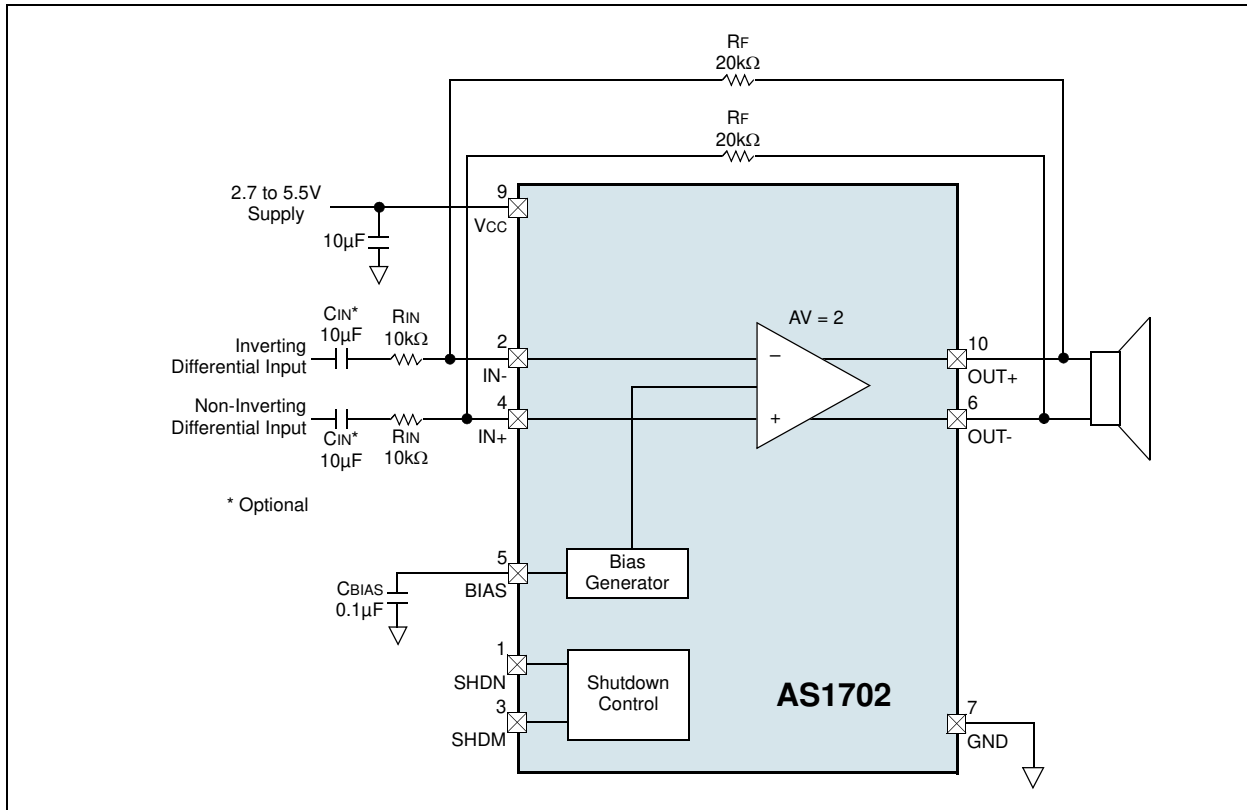 RF
20kΩ
RF
20kΩ
2.7 to 5.5V
Supply
9
VCC
10µF
CIN*
10µF
RIN
10kΩ
AV = 2
Inverting
Differential Input
2
IN-
−
10
OUT+
Non-Inverting
Differential Input
4
IN+
+
6
OUT-
CIN*
10µF
RIN
10kΩ
* Optional
5
BIAS
Bias
Generator
CBIAS
0.1µF
1
SHDN
Shutdown
Control
3
SHDM
AS1702
7
GND